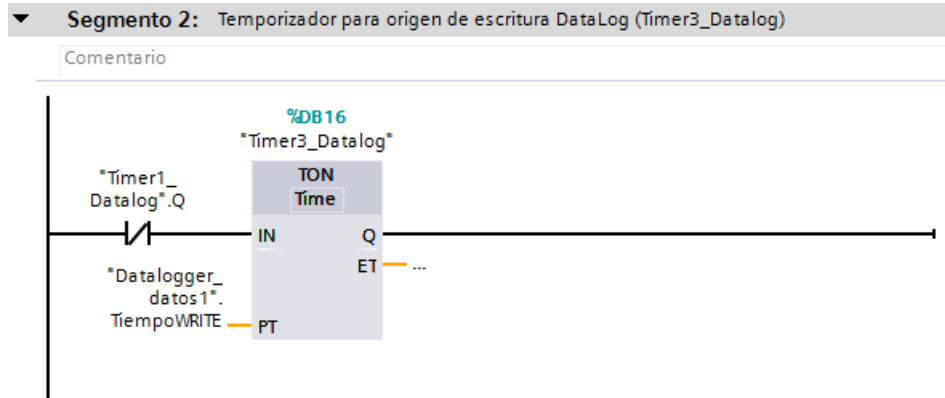 Segmento 2: Temporizador para origen de escritura DataLog (Timer3_Datalog)
Comentario
%DB16
"Timer3_Datalog"
TON
Time
"Timer1_
Datalog".Q
IN
Q
ET
...
"Datalogger_
datos1".
TiempoWRITE
PT